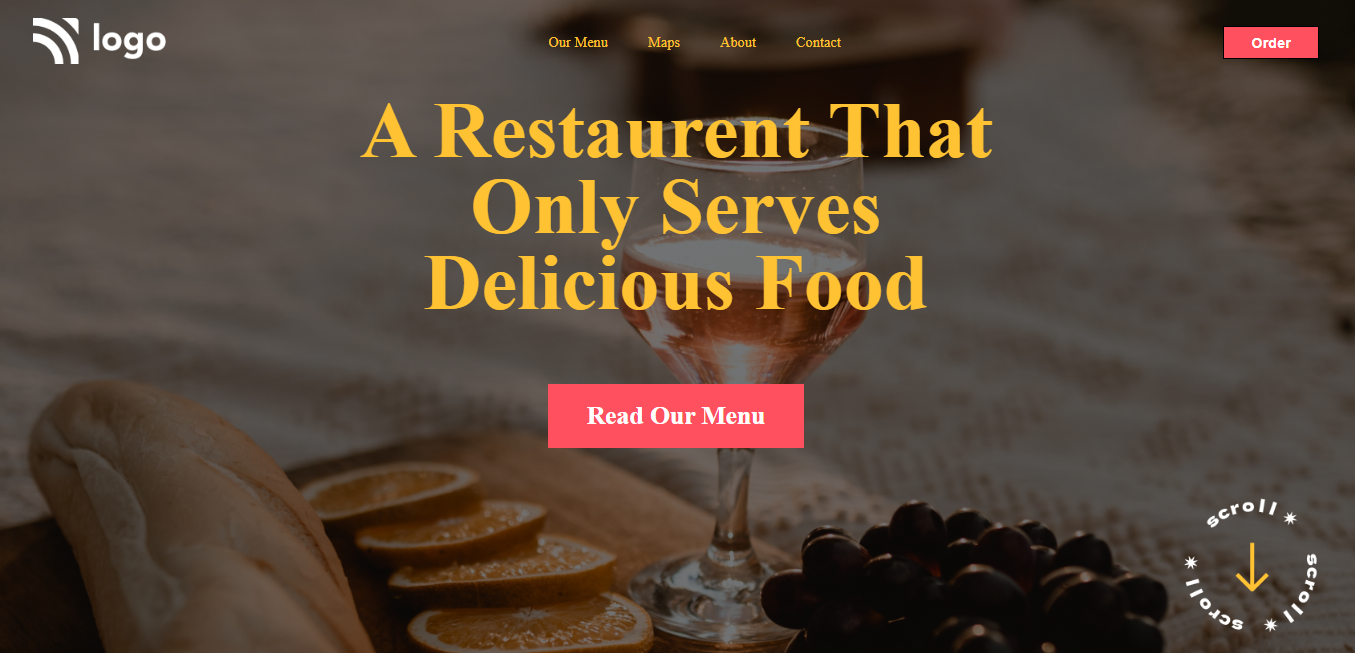 logo
Our Menu
Maps
About
Contact
Order
A Restaurent That
Only Serves
Delicious Food
Read Our Menu
scroll
scroll
scroll